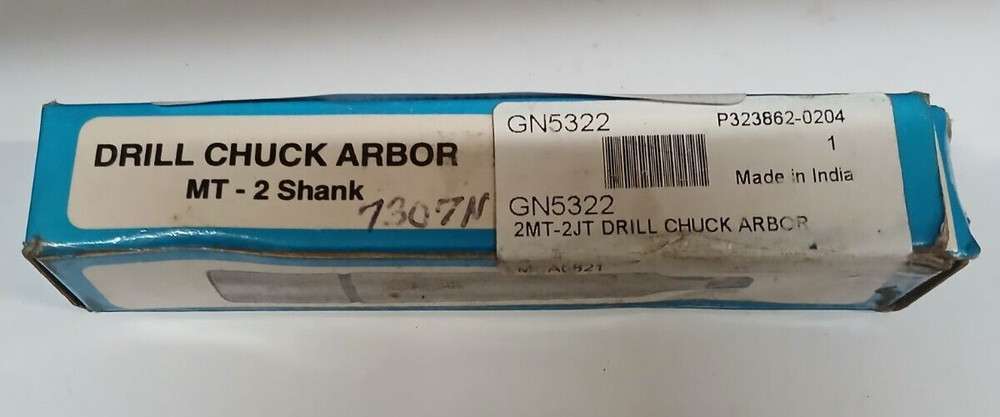 DRILL CHUCK ARBOR
MT - 2 Shank
7307N
GN5322
P323862-0204
1
Made in India
GN5322
2MT-2JT DRILL CHUCK ARBOR